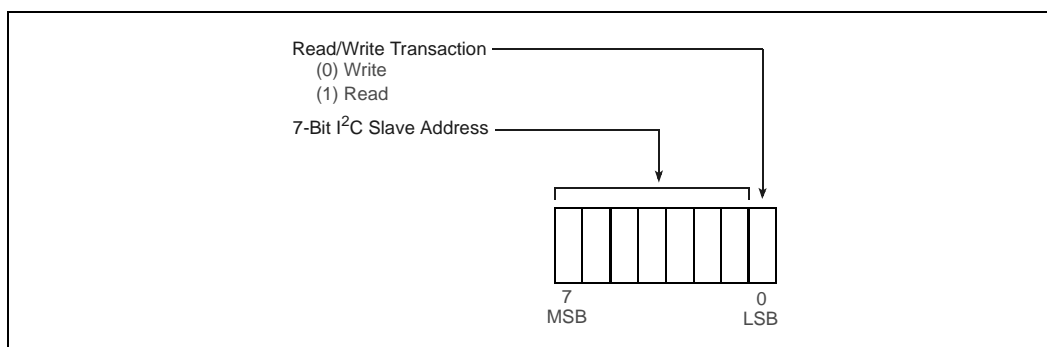 Read/Write Transaction
(0) Write
(1) Read
7-Bit I²C Slave Address
7 0
MSB LSB